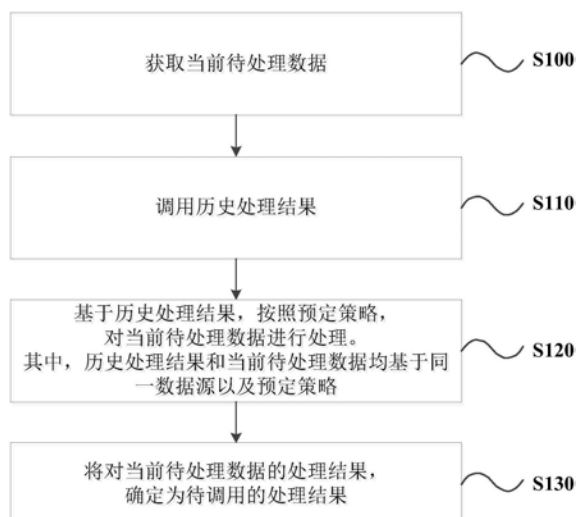 获取当前待处理数据
S100
调用历史处理结果
S110
基于历史处理结果，按照预定策略，
对当前待处理数据进行处理。
其中，历史处理结果和当前待处理数据均基于同
一数据源以及预定策略
S120
将对当前待处理数据的处理结果，
确定为待调用的处理结果
S130